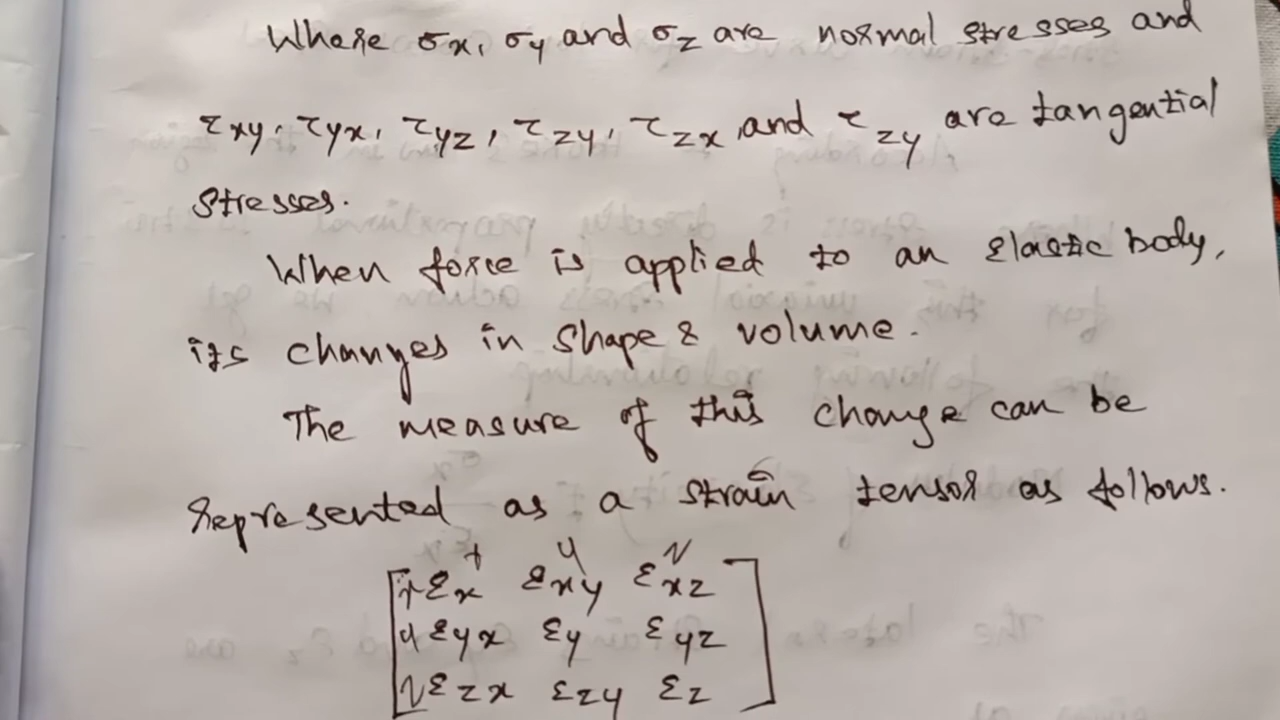 Where σx, σy and σz are normal stresses and
τxy, τyx, τyz, τzy, τzx and τzy are tangential
stresses.
When force is applied to an elastic body,
its changes in shape & volume.
The measure of this change can be
represented as a strain tensor as follows.
x y z
x εx εxy εxz
y εyx εy εyz
z εzx εzy εz